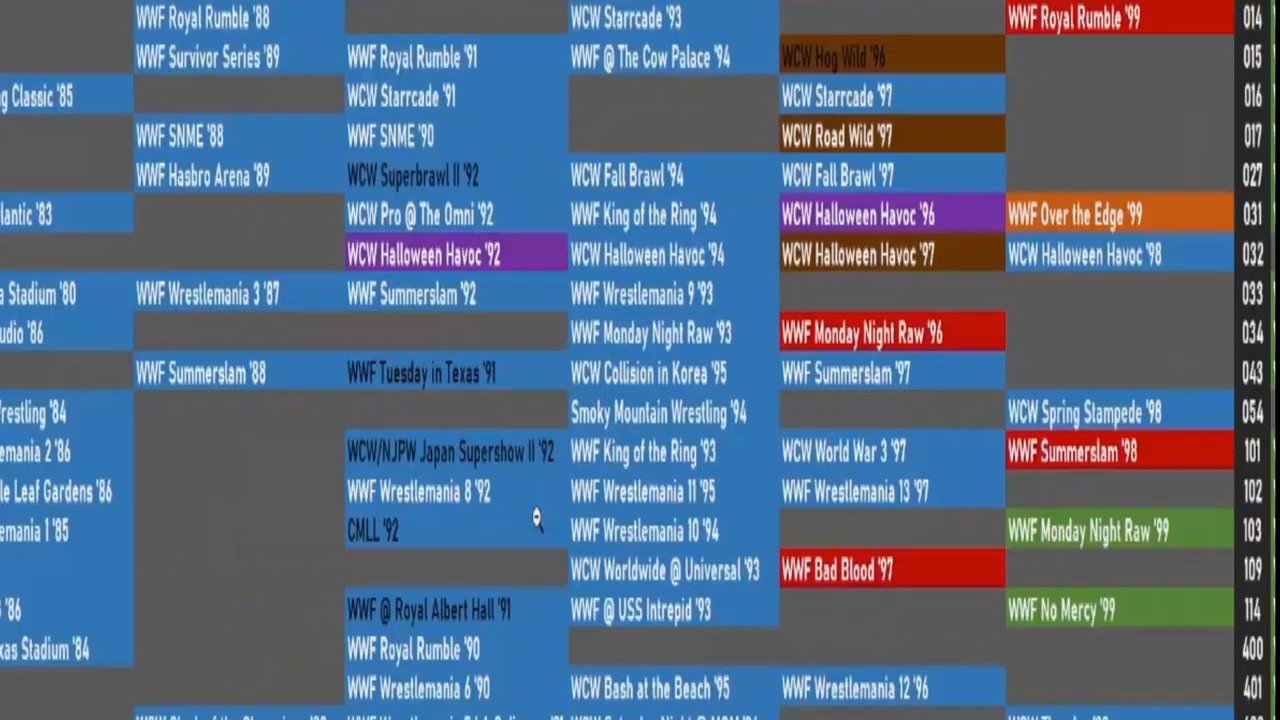 WWF Royal Rumble '88 WCW Starrcade '93 WWF Royal Rumble '99 014
WWF Survivor Series '89 WWF Royal Rumble '91 WWF @ The Cow Palace '94 WCW Hog Wild '96 015
g Classic '85 WCW Starrcade '91 WCW Starrcade '97 016
WWF SNME '88 WWF SNME '90 WCW Road Wild '97 017
WWF Hasbro Arena '89 WCW Superbrawl II '92 WCW Fall Brawl '94 WCW Fall Brawl '97 027
lantic '83 WCW Pro @ The Omni '92 WWF King of the Ring '94 WCW Halloween Havoc '96 WWF Over the Edge '99 031
WCW Halloween Havoc '92 WCW Halloween Havoc '94 WCW Halloween Havoc '97 WCW Halloween Havoc '98 032
a Stadium '80 WWF Wrestlemania 3 '87 WWF Summerslam '92 WWF Wrestlemania 9 '93 033
udio '86 WWF Monday Night Raw '93 WWF Monday Night Raw '96 034
WWF Summerslam '88 WWF Tuesday in Texas '91 WCW Collision in Korea '95 WWF Summerslam '97 043
Wrestling '84 Smoky Mountain Wrestling '94 WCW Spring Stampede '98 054
emania 2 '86 WCW/NJPW Japan Supershow II '92 WWF King of the Ring '93 WCW World War 3 '97 WWF Summerslam '98 101
le Leaf Gardens '86 WWF Wrestlemania 8 '92 WWF Wrestlemania 11 '95 WWF Wrestlemania 13 '97 102
emania 1 '85 CMLL '92 WWF Wrestlemania 10 '94 WWF Monday Night Raw '99 103
WCW Worldwide @ Universal '93 WWF Bad Blood '97 109
'86 WWF @ Royal Albert Hall '91 WWF @ USS Intrepid '93 WWF No Mercy '99 114
xas Stadium '84 WWF Royal Rumble '90 400
WWF Wrestlemania 6 '90 WCW Bash at the Beach '95 WWF Wrestlemania 12 '96 401